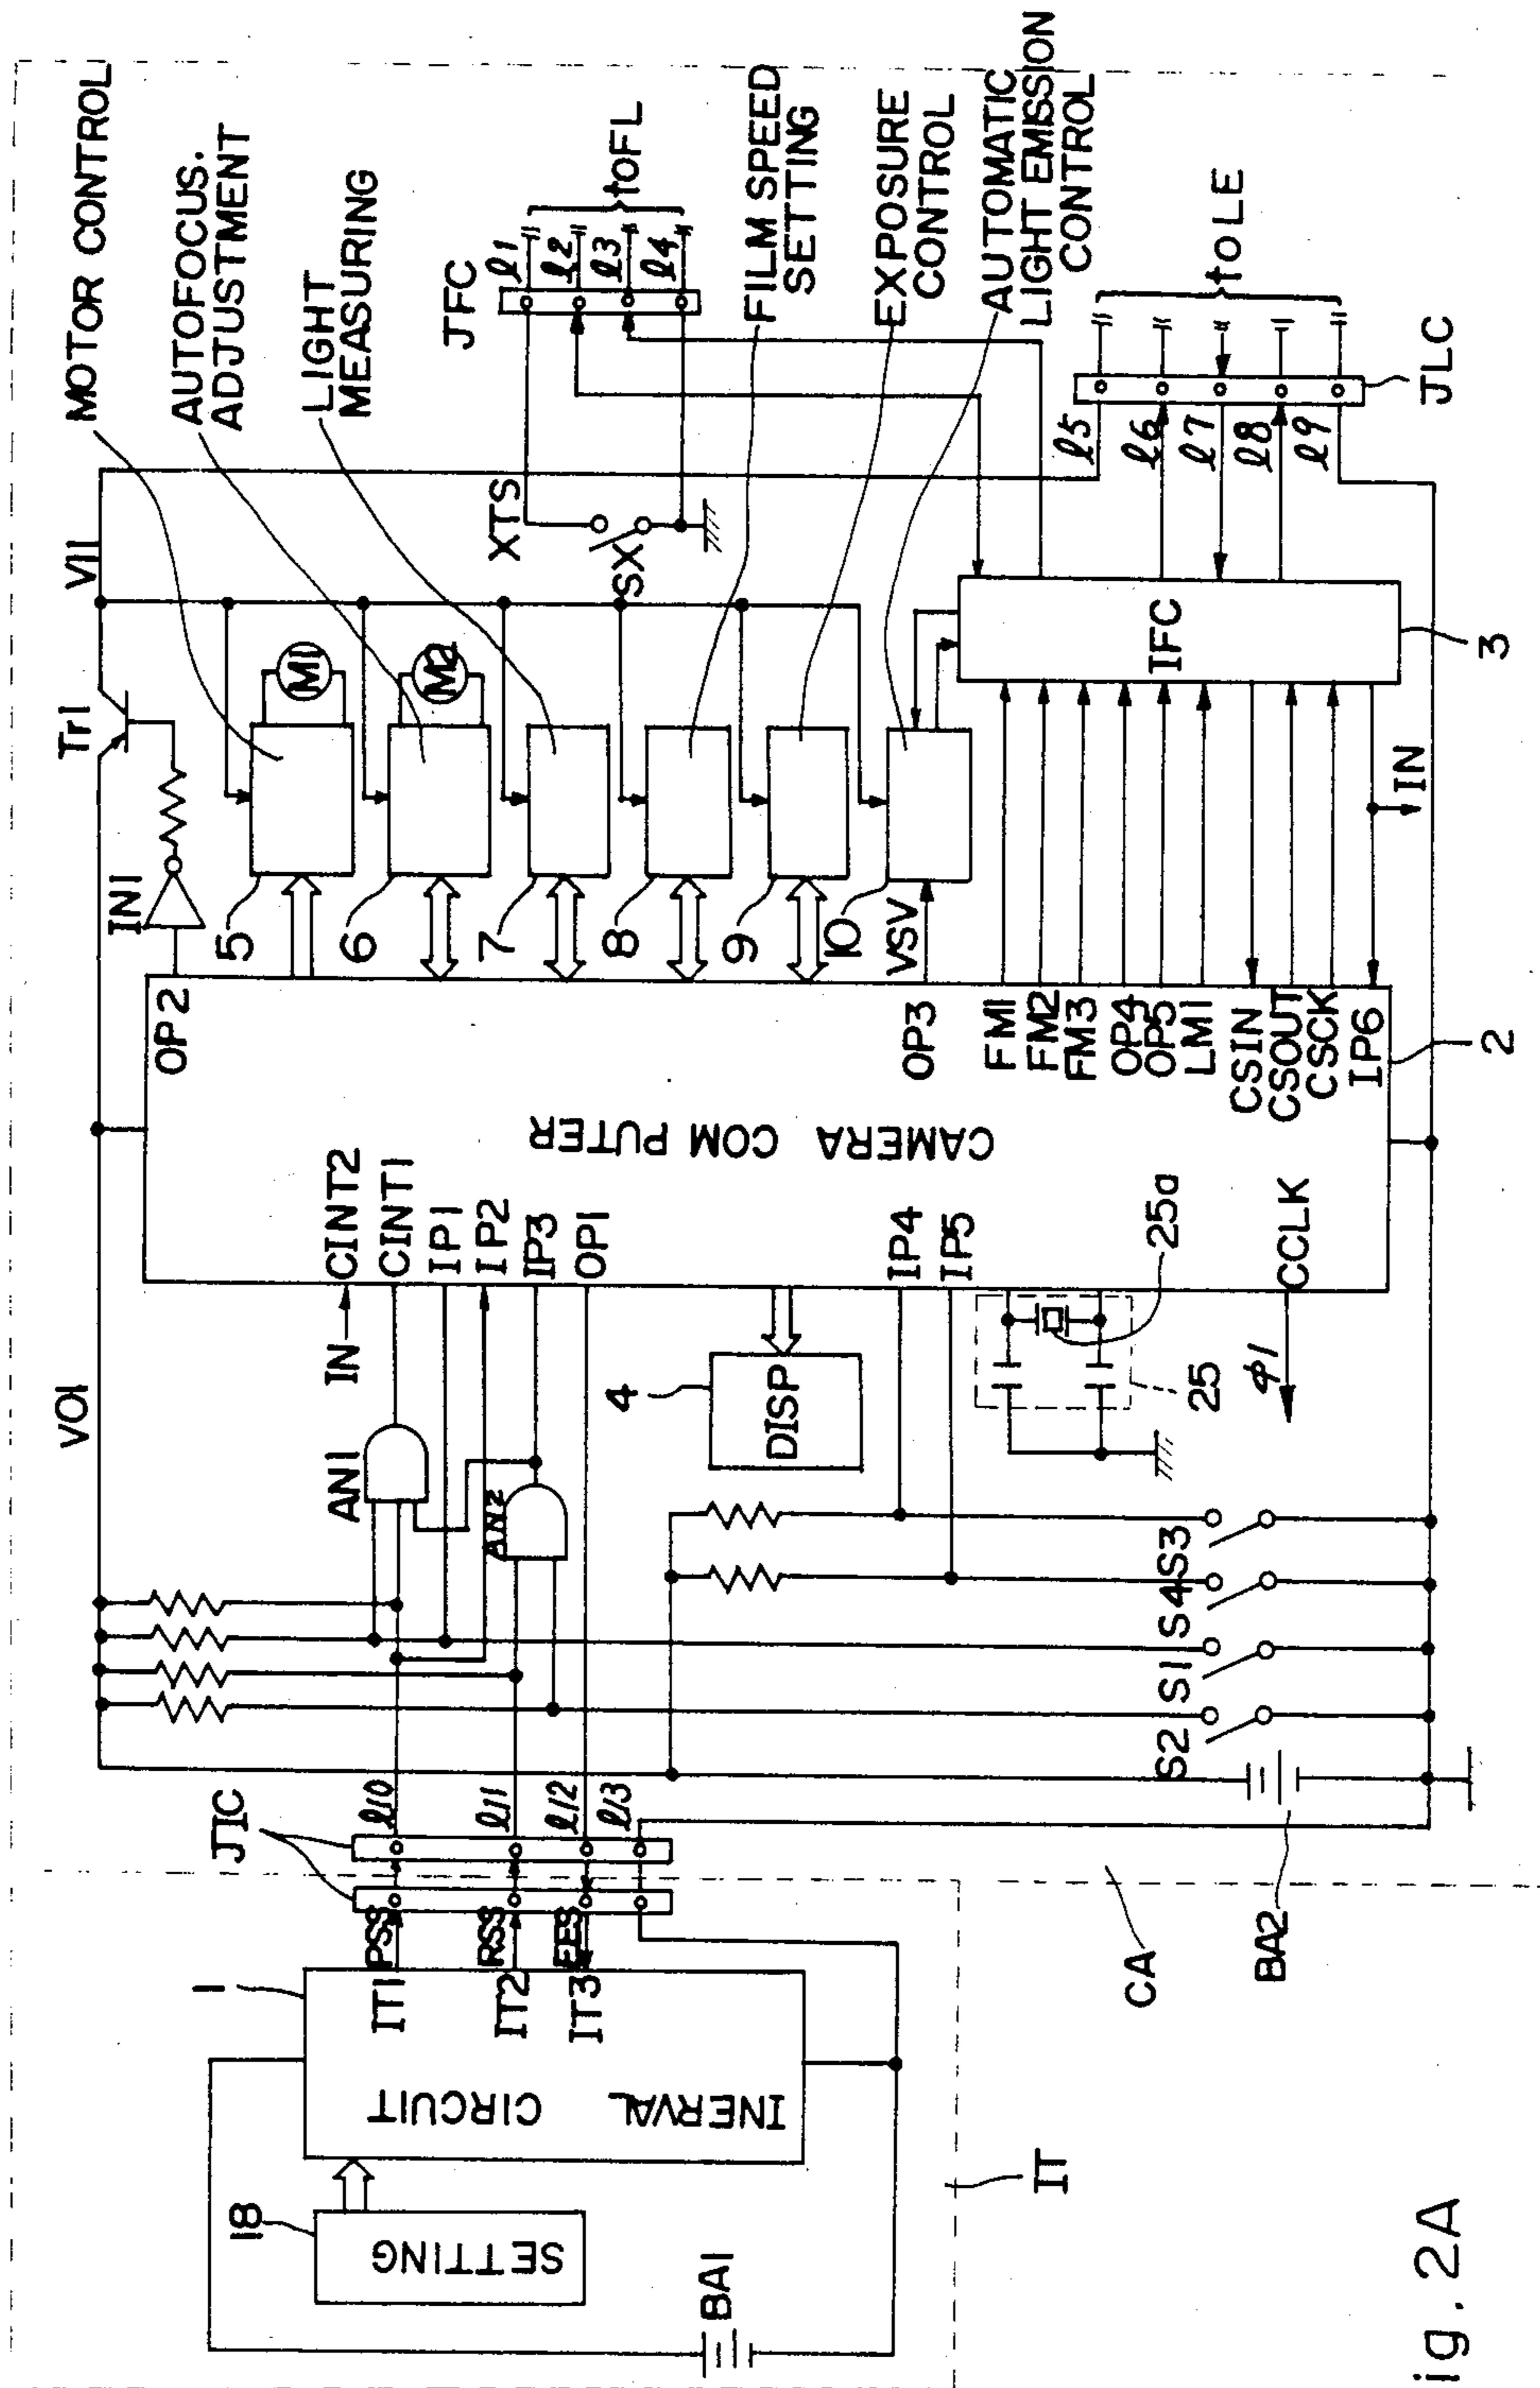 MOTOR CONTROL
AUTOFOCUS.
ADJUSTMENT
LIGHT
MEASURING
JFC
l1
l2
l3
l4
toFL
FILM SPEED
SETTING
EXPOSURE
CONTROL
AUTOMATIC
LIGHT EMISSION
CONTROL
toLE
JLC
l5
l6
l7
l8
l9
V11
XTS
SX
Tr1
M1
M2
IFC
3
IN1
5
6
7
8
9
10
VSV
IN
OP2
OP3
FM1
FM2
FM3
OP4
OP5
LM1
CSIN
CSOUT
CSCK
IP6
2
CAMERA COMPUTER
CINT2
CINT1
IP1
IP2
IP3
OP1
IP4
IP5
25a
CCLK
IN
VO1
AN1
AN2
4
DISP
25
φ1
S3
S4
S1
S2
JIC
l10
l11
l12
l13
PSS
RSS
EES
CA
BA2
1
IT1
IT2
IT3
INERVAL
CIRCUIT
18
SETTING
BA1
IT
ig. 2A